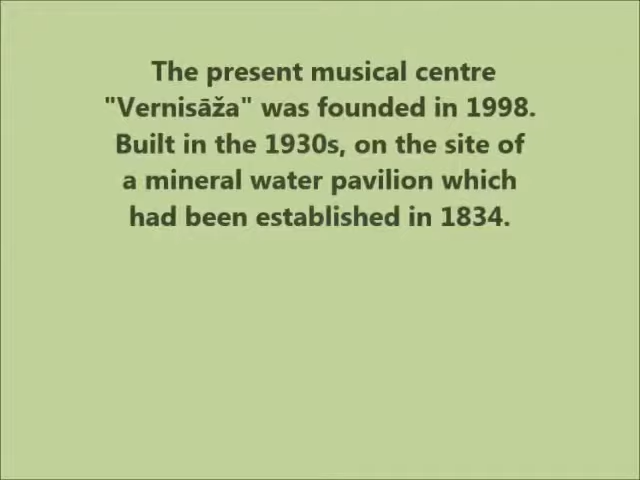 The present musical centre
"Vernisāža" was founded in 1998.
Built in the 1930s, on the site of
a mineral water pavilion which
had been established in 1834.